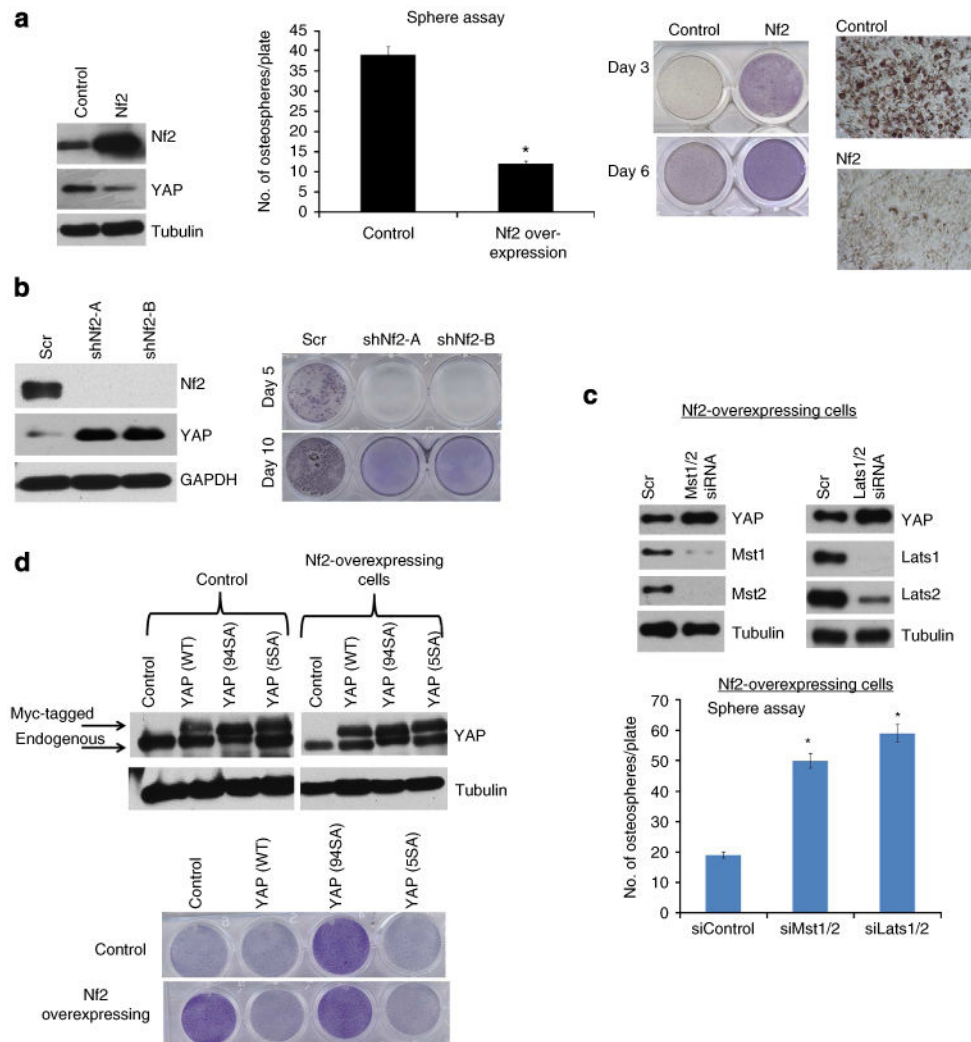 a
Control
Nf2
Nf2
YAP
Tubulin
Sphere assay
No. of osteospheres/plate
45
40
35
30
25
20
15
10
5
0
*
Control
Nf2 over-
expression
Control
Nf2
Day 3
Day 6
Control
Nf2
b
Scr
shNf2-A
shNf2-B
Nf2
YAP
GAPDH
Scr
shNf2-A
shNf2-B
Day 5
Day 10
c
Nf2-overexpressing cells
Scr
Mst1/2
siRNA
YAP
Mst1
Mst2
Tubulin
Scr
Lats1/2
siRNA
YAP
Lats1
Lats2
Tubulin
Nf2-overexpressing cells
Sphere assay
No. of osteospheres/plate
70
60
50
40
30
20
10
0
*
*
siControl
siMst1/2
siLats1/2
d
Control
Nf2-overexpressing
cells
Control
YAP (WT)
YAP (94SA)
YAP (5SA)
Control
YAP (WT)
YAP (94SA)
YAP (5SA)
Myc-tagged
Endogenous
YAP
Tubulin
Control
YAP (WT)
YAP (94SA)
YAP (5SA)
Control
Nf2
overexpressing